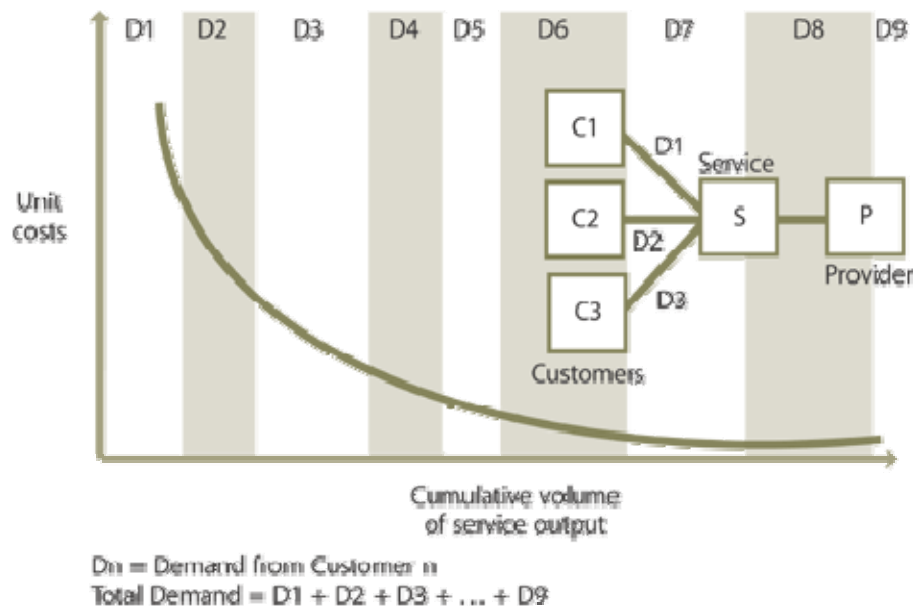 D1 D2 D3 D4 D5 D6 D7 D8 D9
C1
D1
Service
Unit
costs
C2
S
P
D2
Provider
C3
D3
Customers
Cumulative volume
of service output
Dn = Demand from Customer n
Total Demand = D1 + D2 + D3 + ... + D9